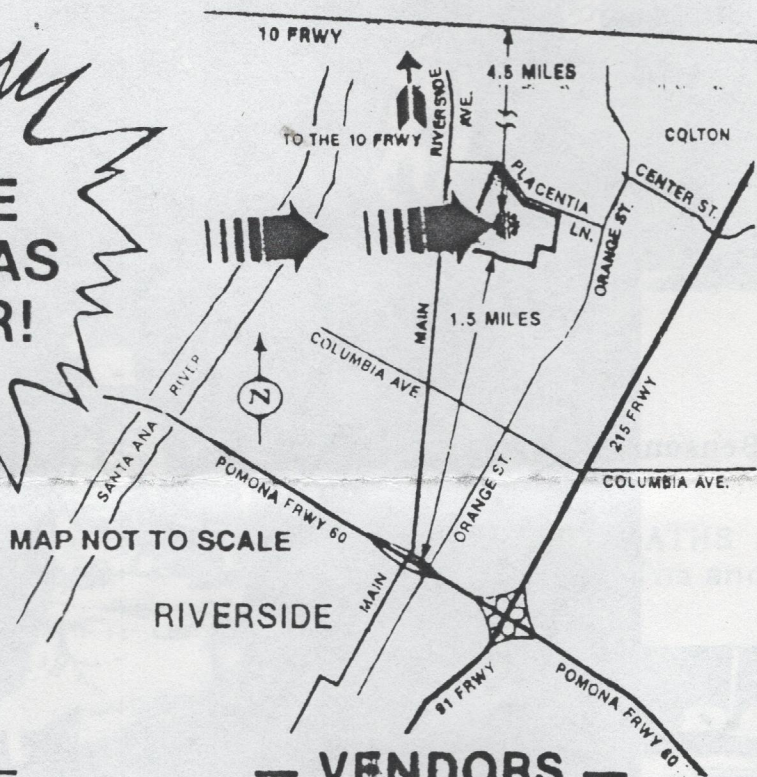 10 FRWY
4.5 MILES
RIVERSIDE AVE.
TO THE 10 FRWY
COLTON
PLACENTIA LN.
CENTER ST.
ORANGE ST.
AS
R!
MAIN
1.5 MILES
COLUMBIA AVE.
N
SANTA ANA RIVER
215 FRWY
COLUMBIA AVE.
POMONA FRWY 60
ORANGE ST.
MAP NOT TO SCALE
RIVERSIDE
MAIN
91 FRWY
POMONA FRWY 60
— VENDORS —